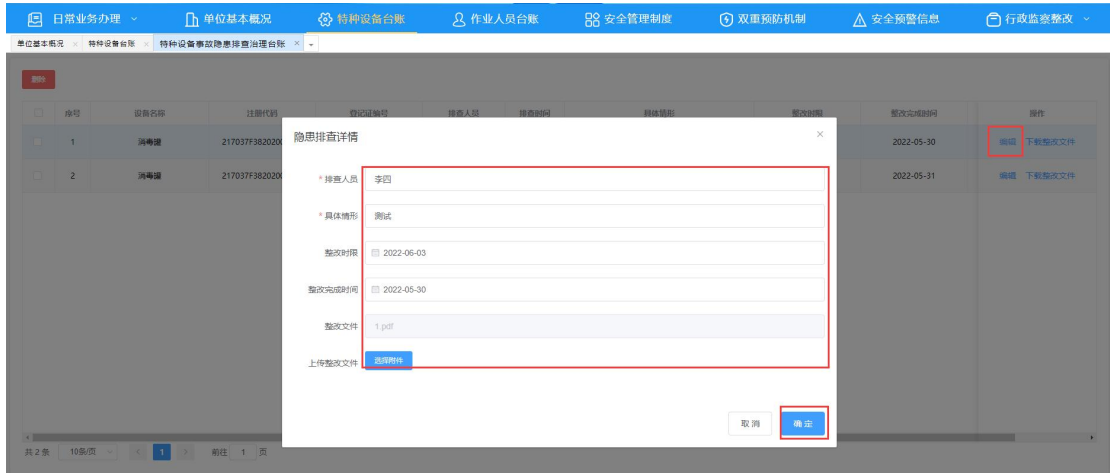 日常业务办理 单位基本概况 特种设备台账 作业人员台账 安全管理制度 双重预防机制 安全预警信息 行政监察整改
单位基本概况 × 特种设备台账 × 特种设备事故隐患排查治理台账 ×
删除
序号 设备名称 注册代码 登记证编号 排查人员 排查时间 具体情形 整改时限 整改完成时间 操作
隐患排查详情 ×
1 消毒罐 217037F3820200 2022-05-30 编辑 下载整改文件
2 消毒罐 217037F3820200 2022-05-31 编辑 下载整改文件
*排查人员 李四
*具体情形 测试
整改时限 2022-06-03
整改完成时间 2022-05-30
整改文件 1.pdf
上传整改文件 选择附件
取消 确定
共 2 条 10条/页 < 1 > 前往 1 页